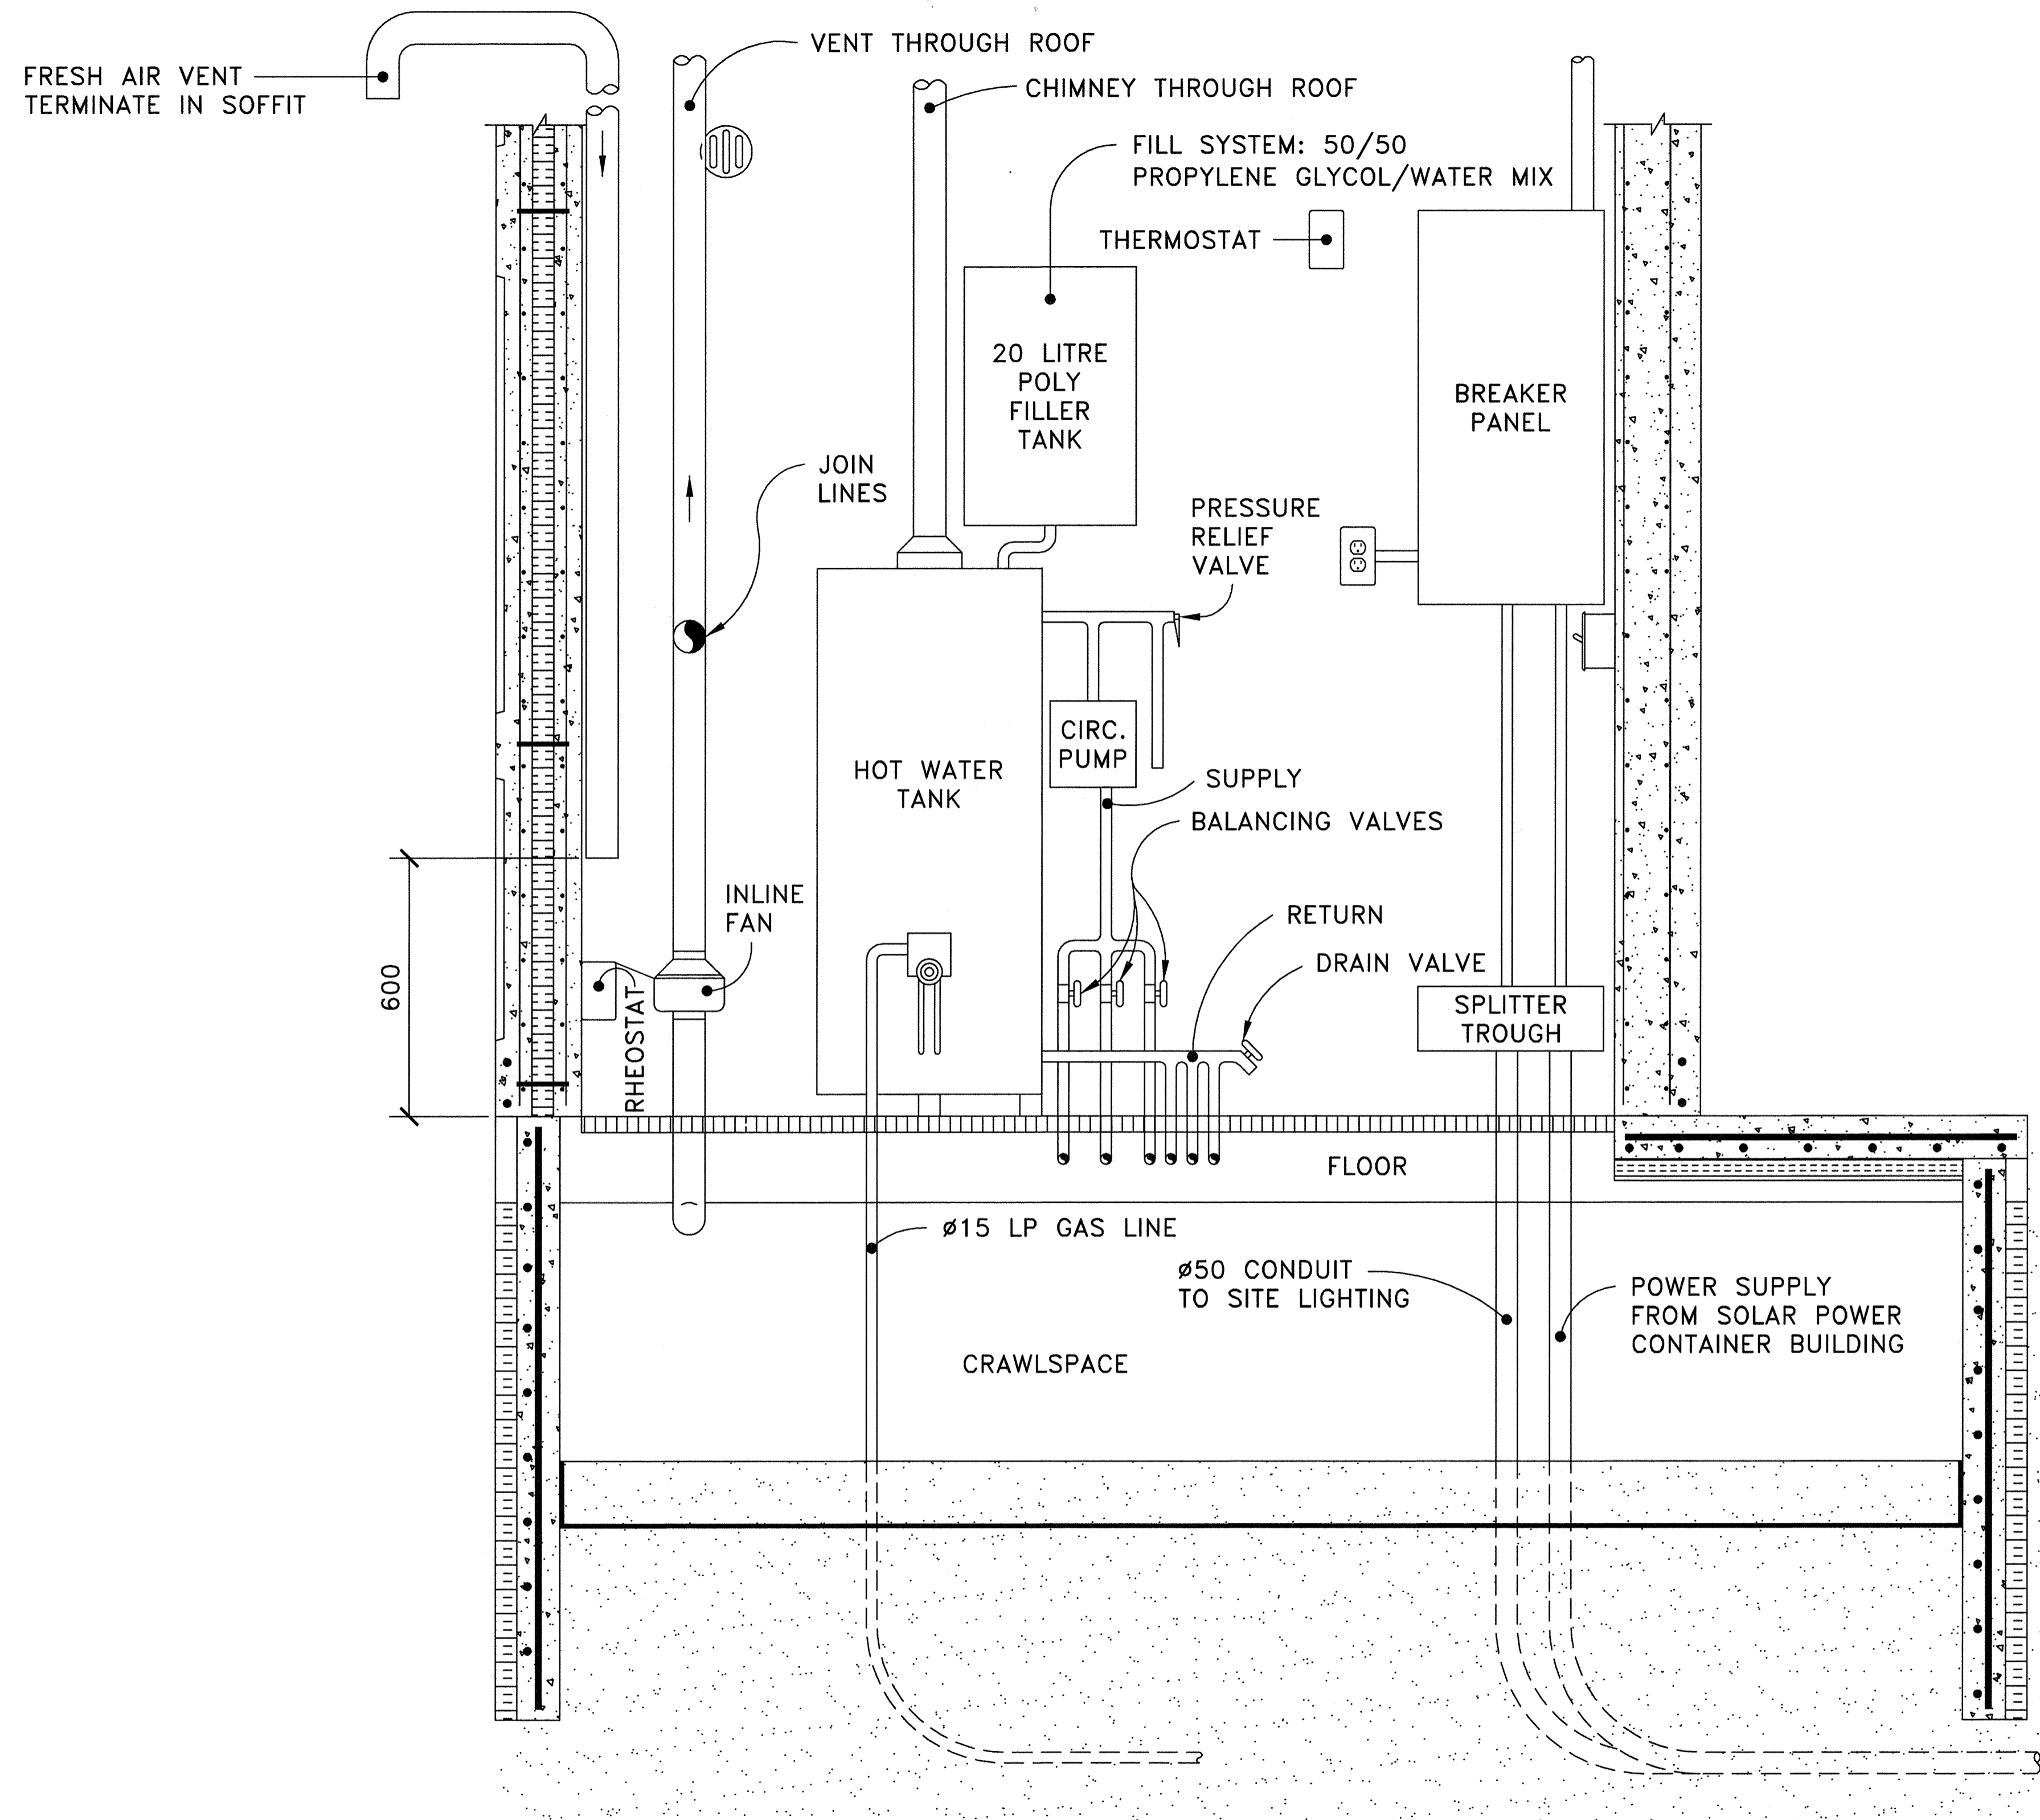 VENT THROUGH ROOF
FRESH AIR VENT
TERMINATE IN SOFFIT
CHIMNEY THROUGH ROOF
FILL SYSTEM: 50/50
PROPYLENE GLYCOL/WATER MIX
THERMOSTAT
20 LITRE
POLY
FILLER
TANK
BREAKER
PANEL
JOIN
LINES
PRESSURE
RELIEF
VALVE
CIRC.
PUMP
HOT WATER
TANK
SUPPLY
BALANCING VALVES
INLINE
FAN
RETURN
DRAIN VALVE
600
RHEOSTAT
SPLITTER
TROUGH
FLOOR
Ø15 LP GAS LINE
Ø50 CONDUIT
TO SITE LIGHTING
POWER SUPPLY
FROM SOLAR POWER
CONTAINER BUILDING
CRAWLSPACE